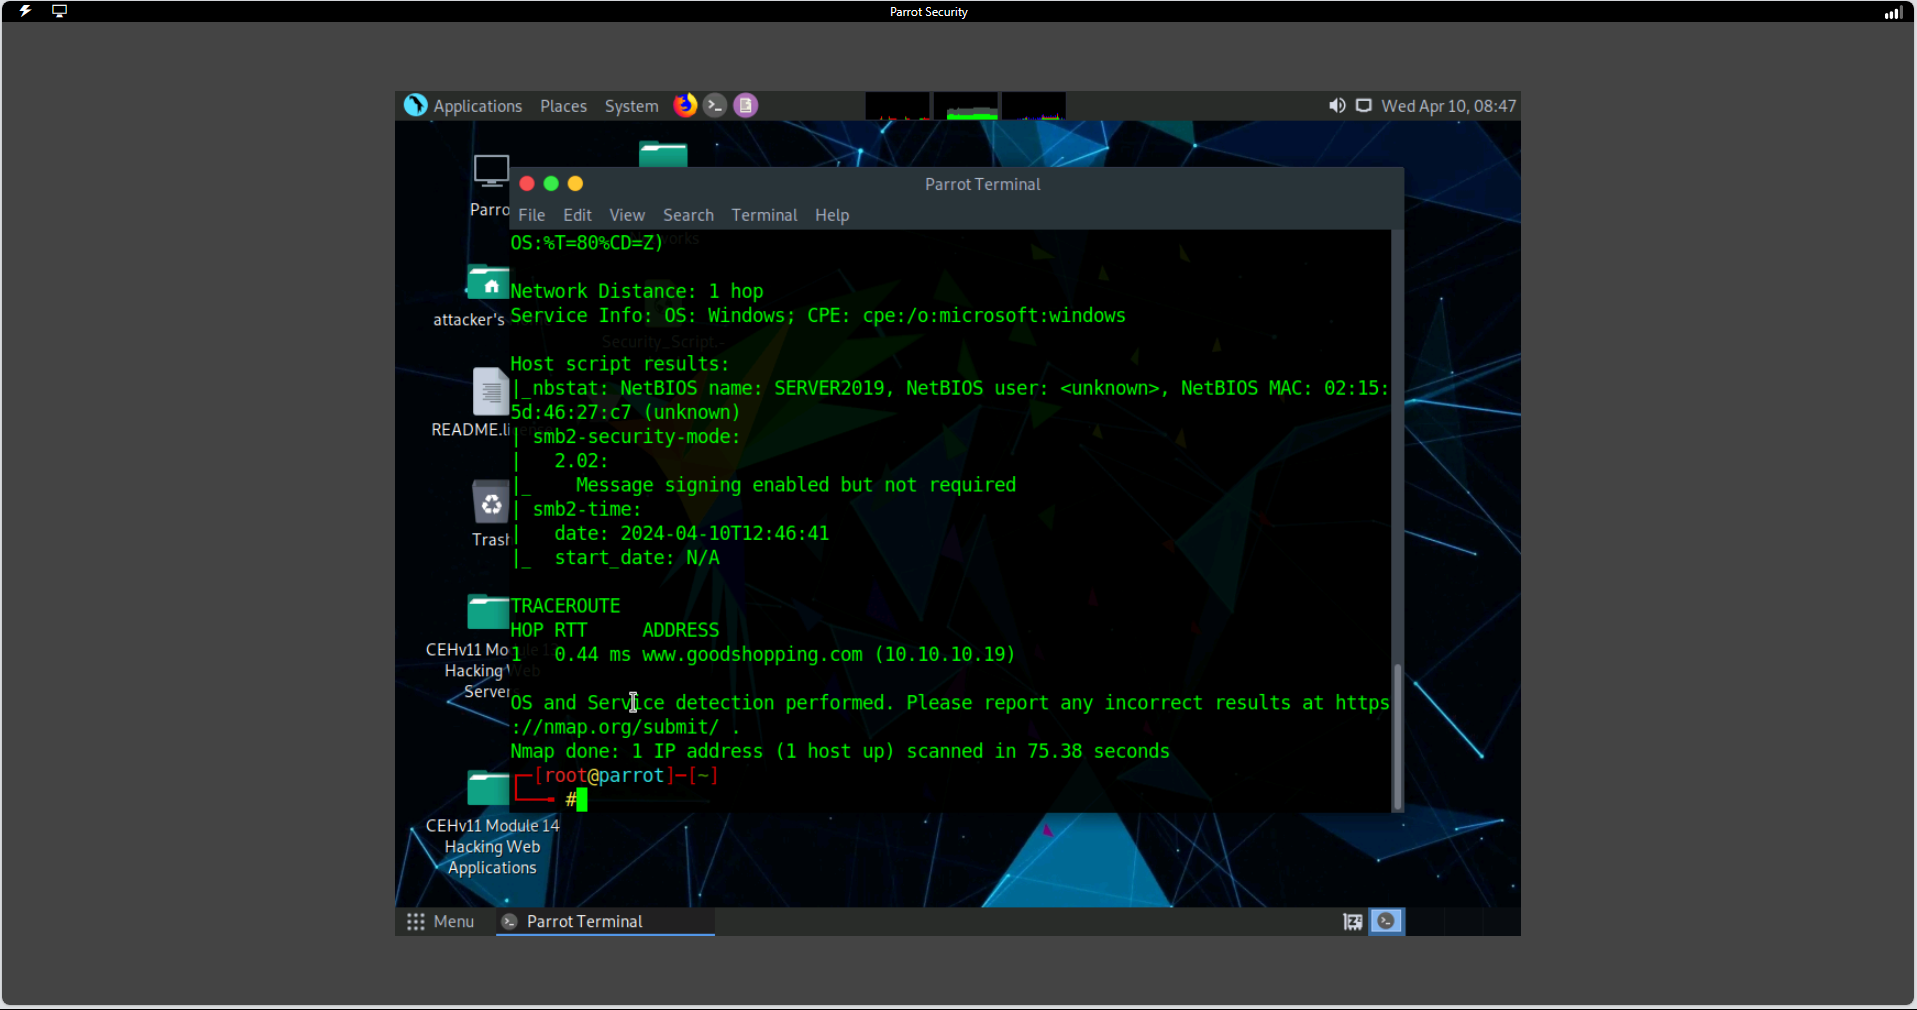 Parrot Security
Applications Places System
Wed Apr 10, 08:47
Parrot Terminal
File Edit View Search Terminal Help
OS:%T=80%CD=Z)
Network Distance: 1 hop
Service Info: OS: Windows; CPE: cpe:/o:microsoft:windows
Host script results:
|_nbstat: NetBIOS name: SERVER2019, NetBIOS user: <unknown>, NetBIOS MAC: 02:15:
5d:46:27:c7 (unknown)
| smb2-security-mode:
|   2.02:
|_    Message signing enabled but not required
| smb2-time:
|   date: 2024-04-10T12:46:41
|_  start_date: N/A
TRACEROUTE
HOP RTT     ADDRESS
1   0.44 ms www.goodshopping.com (10.10.10.19)
OS and Service detection performed. Please report any incorrect results at https
://nmap.org/submit/ .
Nmap done: 1 IP address (1 host up) scanned in 75.38 seconds
┌─[root@parrot]─[~]
└──╼ #
Parro
attacker's
README.li
Trash
CEHv11 Module 13
Hacking Web
Server
CEHv11 Module 14
Hacking Web
Applications
Security_Script.-
Menu
Parrot Terminal